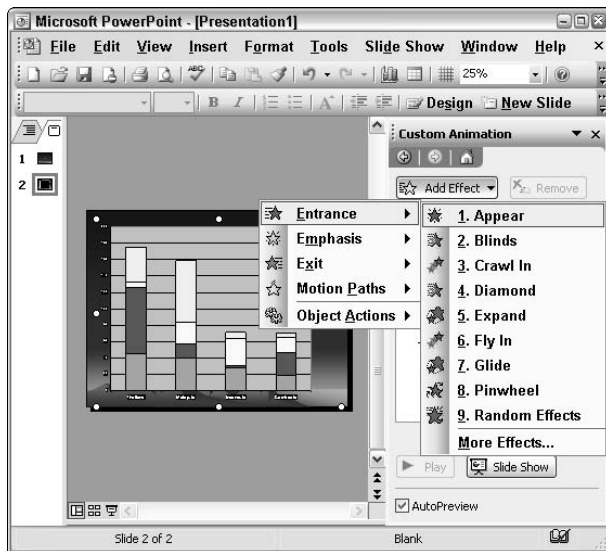 Microsoft PowerPoint - [Presentation1]
File Edit View Insert Format Tools Slide Show Window Help
ABC 25%
B I A Design New Slide
Custom Animation
1
2
Add Effect Remove
Entrance
Emphasis
Exit
Motion Paths
Object Actions
1. Appear
2. Blinds
3. Crawl In
4. Diamond
5. Expand
6. Fly In
7. Glide
8. Pinwheel
9. Random Effects
More Effects...
Play Slide Show
AutoPreview
Slide 2 of 2 Blank